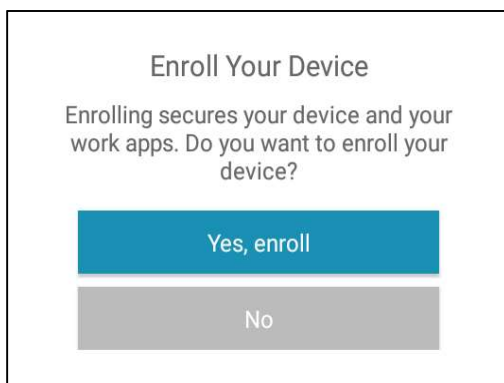 Enroll Your Device
Enrolling secures your device and your
work apps. Do you want to enroll your
device?
Yes, enroll
No